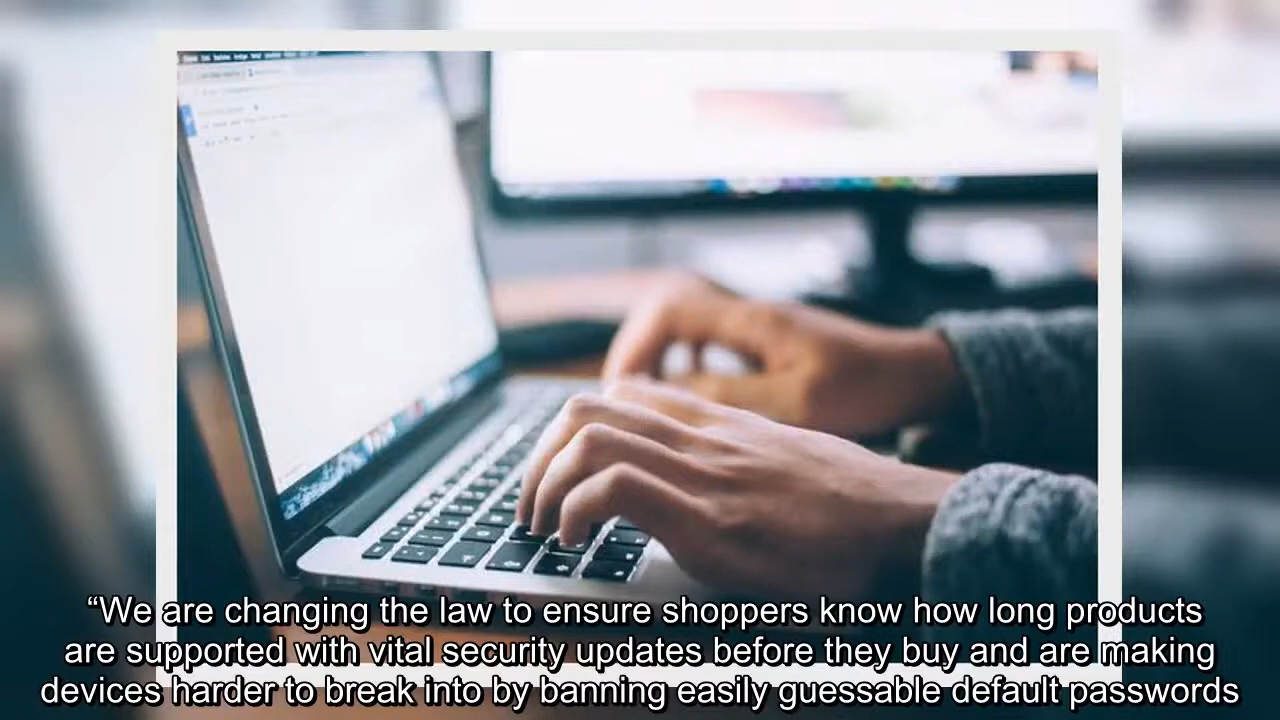 “We are changing the law to ensure shoppers know how long products
are supported with vital security updates before they buy and are making
devices harder to break into by banning easily guessable default passwords